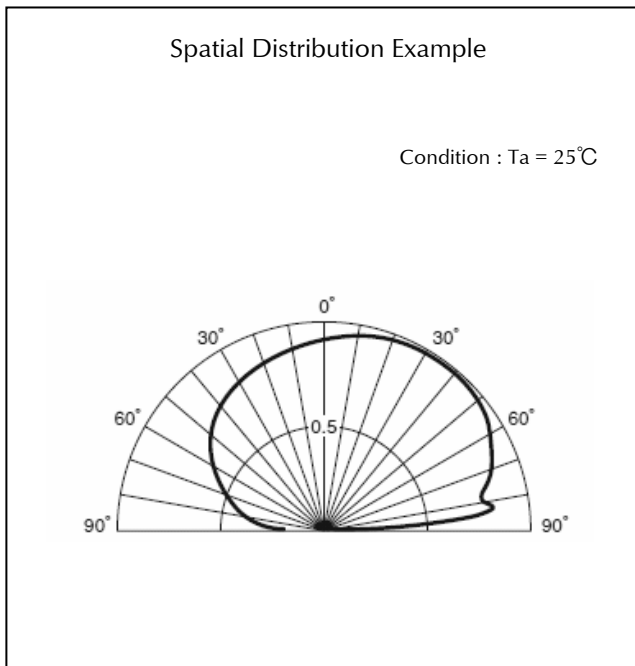 Spatial Distribution Example
Condition : Ta = 25℃
0°
30° 30°
60° 60°
0.5
90° 90°